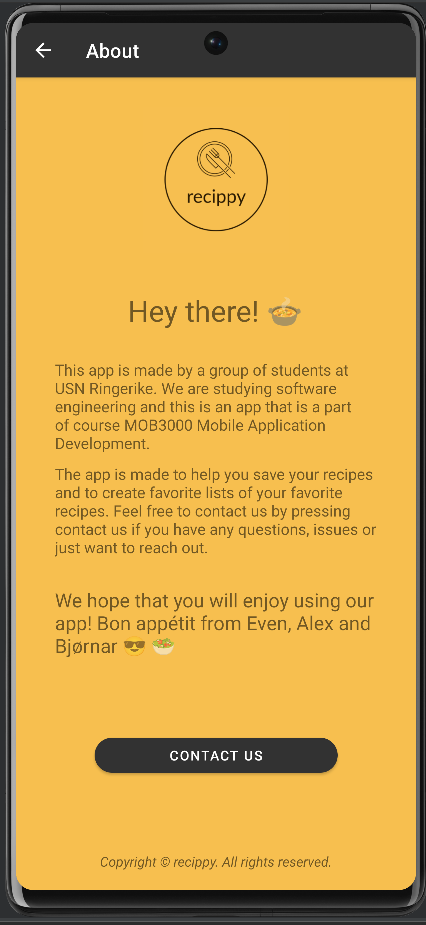 About
recippy
Hey there! 🍲
This app is made by a group of students at
USN Ringerike. We are studying software
engineering and this is an app that is a part
of course MOB3000 Mobile Application
Development.
The app is made to help you save your recipes
and to create favorite lists of your favorite
recipes. Feel free to contact us by pressing
contact us if you have any questions, issues or
just want to reach out.
We hope that you will enjoy using our
app! Bon appétit from Even, Alex and
Bjørnar 😎 🥗
CONTACT US
Copyright © recippy. All rights reserved.